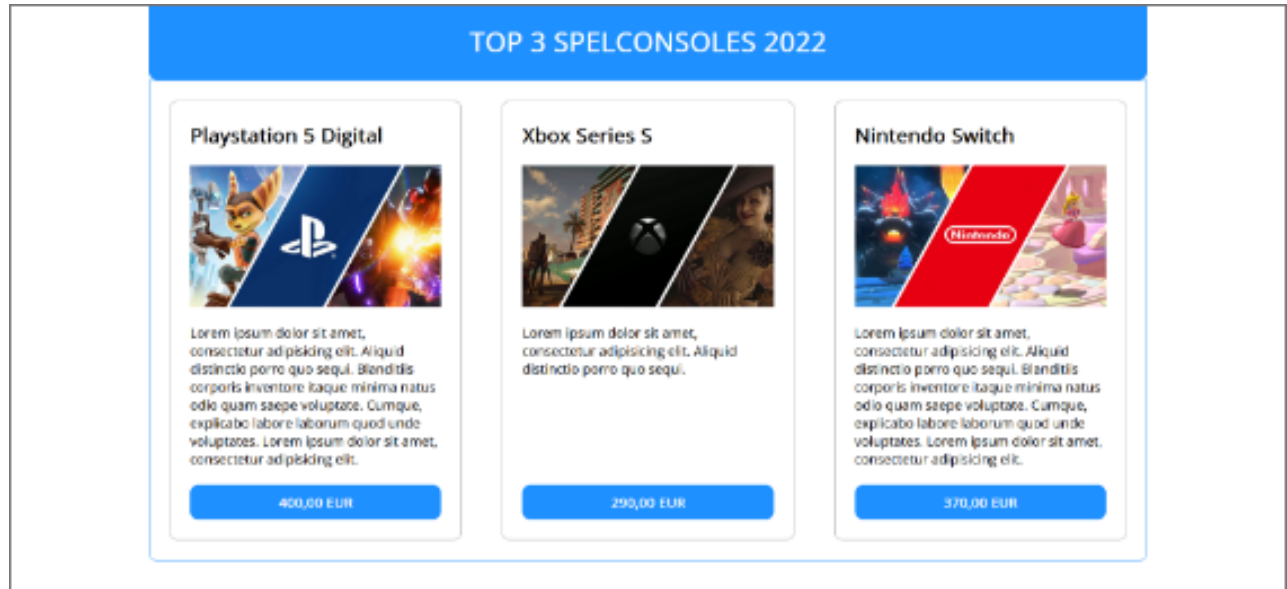 TOP 3 SPELCONSOLES 2022
Playstation 5 Digital
Lorem ipsum dolor sit amet,
consectetur adipisicing elit. Aliquid
distinctio porro quo sequi. Blanditiis
corporis inventore itaque minima natus
odio quam saepe voluptate. Cumque,
explicabo labore laborum quod unde
voluptates. Lorem ipsum dolor sit amet,
consectetur adipisicing elit.
400,00 EUR
Xbox Series S
Lorem ipsum dolor sit amet,
consectetur adipisicing elit. Aliquid
distinctio porro quo sequi.
290,00 EUR
Nintendo Switch
Nintendo
Lorem ipsum dolor sit amet,
consectetur adipisicing elit. Aliquid
distinctio porro quo sequi. Blanditiis
corporis inventore itaque minima natus
odio quam saepe voluptate. Cumque,
explicabo labore laborum quod unde
voluptates. Lorem ipsum dolor sit amet,
consectetur adipisicing elit.
370,00 EUR